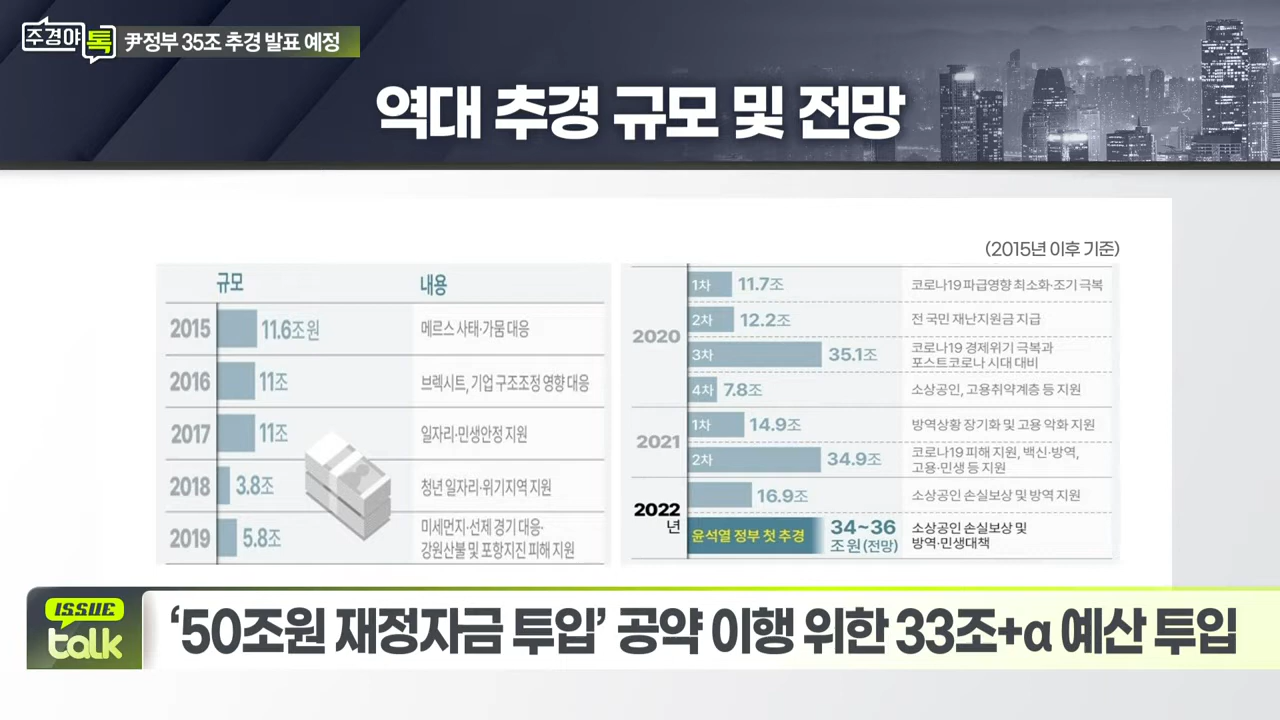 주경야톡
尹정부 35조 추경 발표 예정
역대 추경 규모 및 전망
(2015년 이후 기준)
규모 내용
2015 11.6조원 메르스 사태·가뭄 대응
2016 11조 브렉시트, 기업 구조조정 영향 대응
2017 11조 일자리·민생안정 지원
2018 3.8조 청년 일자리·위기지역 지원
2019 5.8조 미세먼지·선제 경기 대응·
강원산불 및 포항지진 피해 지원
2020
1차 11.7조 코로나19 파급영향 최소화·조기 극복
2차 12.2조 전 국민 재난지원금 지급
3차 35.1조 코로나19 경제위기 극복과
포스트코로나 시대 대비
4차 7.8조 소상공인, 고용취약계층 등 지원
2021
1차 14.9조 방역상황 장기화 및 고용 악화 지원
2차 34.9조 코로나19 피해 지원, 백신·방역,
고용·민생 등 지원
2022
년
16.9조 소상공인 손실보상 및 방역 지원
윤석열 정부 첫 추경 34~36
조원(전망)
소상공인 손실보상 및
방역·민생대책
ISSUE
talk
‘50조원 재정자금 투입’ 공약 이행 위한 33조+α 예산 투입